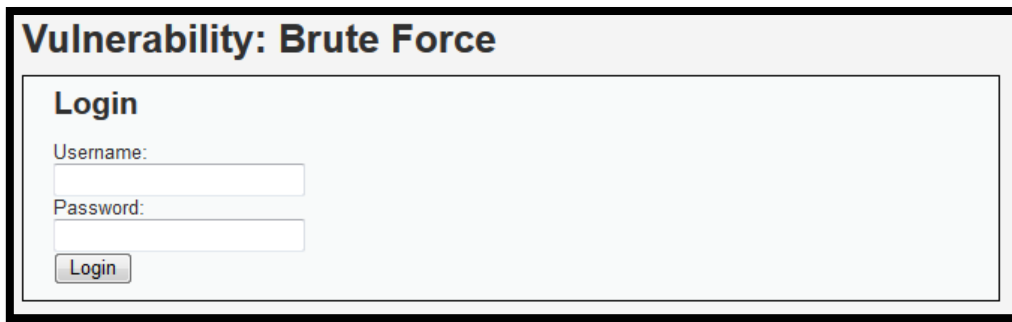 Vulnerability: Brute Force
Login
Username:
Password:
Login